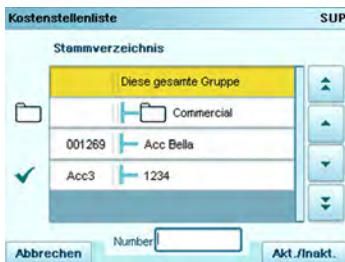 Kostenstellenliste SUP
Stammverzeichnis
Diese gesamte Gruppe
Commercial
001269 Acc Bella
Acc3 1234
Number
Abbrechen Akt./Inakt.